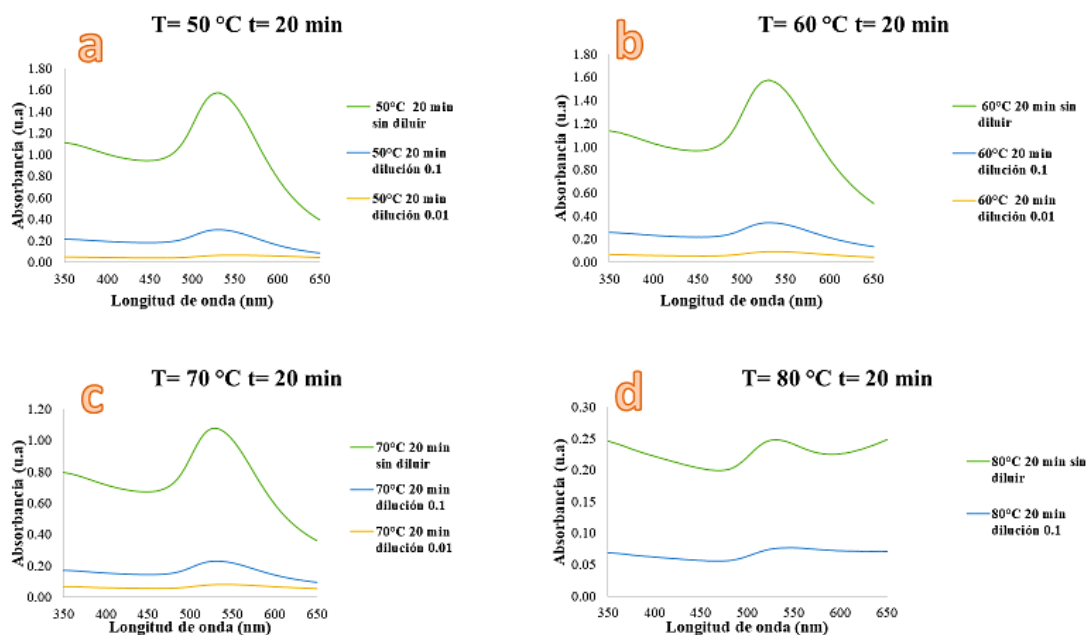 T= 50 °C t= 20 min
a
1.80
1.60
1.40
1.20
1.00
0.80
0.60
0.40
0.20
0.00
Absorbancia (u.a)
350 400 450 500 550 600 650
Longitud de onda (nm)
50°C 20 min
sin diluir
50°C 20 min
dilución 0.1
50°C 20 min
dilución 0.01
T= 60 °C t= 20 min
b
1.80
1.60
1.40
1.20
1.00
0.80
0.60
0.40
0.20
0.00
Absorbancia (u.a)
350 400 450 500 550 600 650
Longitud de onda (nm)
60°C 20 min sin
diluir
60°C 20 min
dilución 0.1
60°C 20 min
dilución 0.01
T= 70 °C t= 20 min
c
1.20
1.00
0.80
0.60
0.40
0.20
0.00
Absorbancia (u.a)
350 400 450 500 550 600 650
Longitud de onda (nm)
70°C 20 min
sin diluir
70°C 20 min
dilución 0.1
70°C 20 min
dilución 0.01
T= 80 °C t= 20 min
d
0.30
0.25
0.20
0.15
0.10
0.05
0.00
Absorbancia (u.a)
350 400 450 500 550 600 650
Longitud de onda (nm)
80°C 20 min sin
diluir
80°C 20 min
dilución 0.1